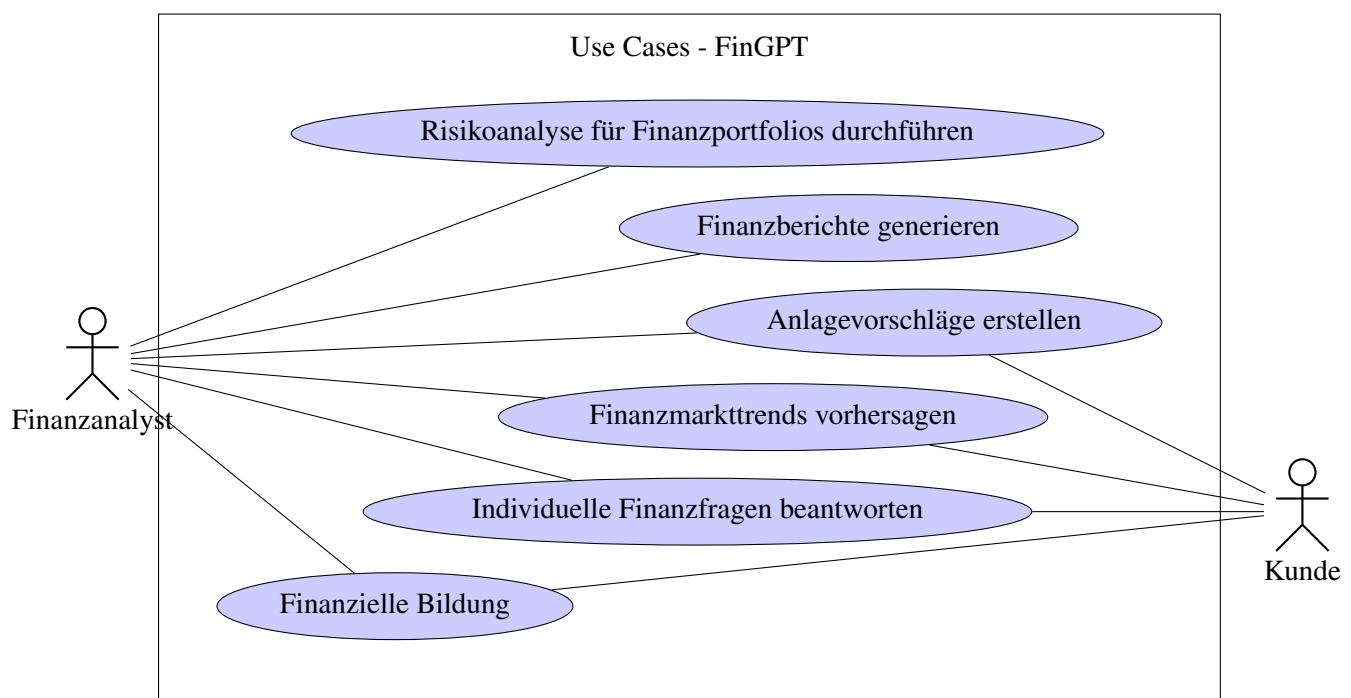 Use Cases - FinGPT
Risikoanalyse für Finanzportfolios durchführen
Finanzberichte generieren
Anlagevorschläge erstellen
Finanzmarkttrends vorhersagen
Finanzanalyst
Individuelle Finanzfragen beantworten
Kunde
Finanzielle Bildung